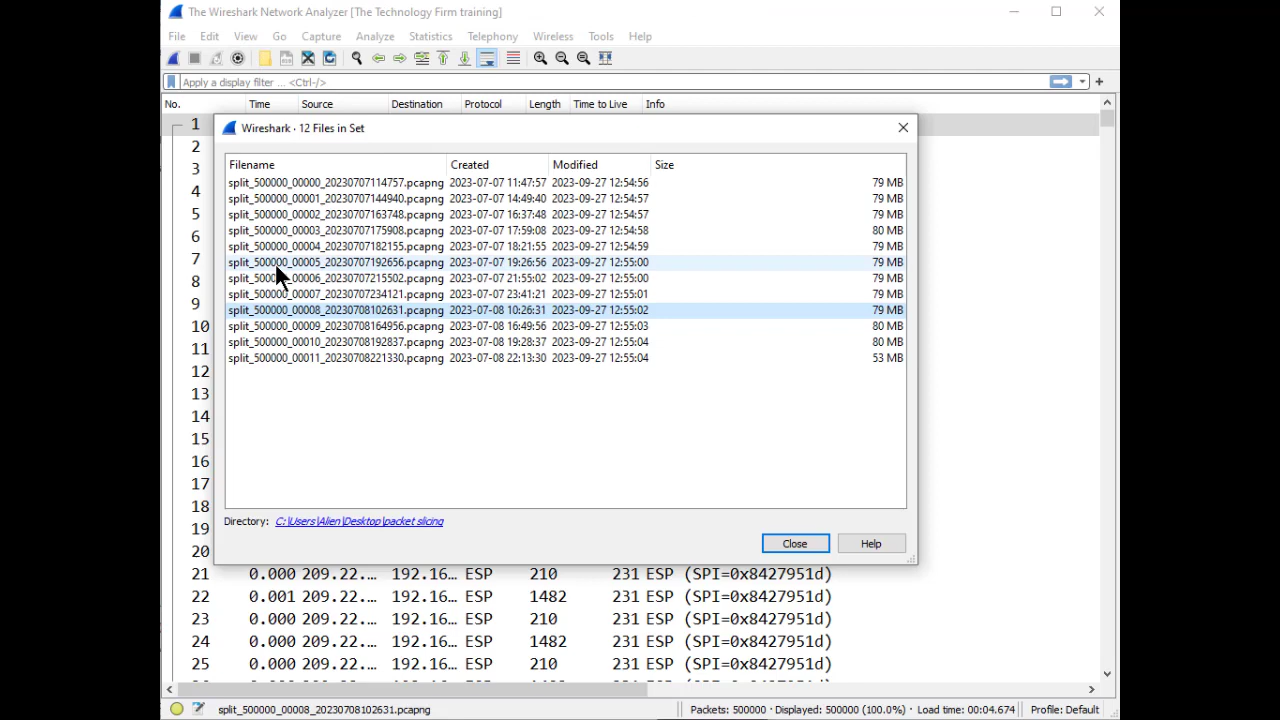 The Wireshark Network Analyzer [The Technology Firm training]
File Edit View Go Capture Analyze Statistics Telephony Wireless Tools Help
Apply a display filter ... <Ctrl-/>
No. Time Source Destination Protocol Length Time to Live Info
1
2
3
4
5
6
7
8
9
10
11
12
13
14
15
16
17
18
19
20
Wireshark · 12 Files in Set
Filename Created Modified Size
split_500000_00000_20230707114757.pcapng 2023-07-07 11:47:57 2023-09-27 12:54:56 79 MB
split_500000_00001_20230707144940.pcapng 2023-07-07 14:49:40 2023-09-27 12:54:57 79 MB
split_500000_00002_20230707163748.pcapng 2023-07-07 16:37:48 2023-09-27 12:54:57 79 MB
split_500000_00003_20230707175908.pcapng 2023-07-07 17:59:08 2023-09-27 12:54:58 80 MB
split_500000_00004_20230707182155.pcapng 2023-07-07 18:21:55 2023-09-27 12:54:59 79 MB
split_500000_00005_20230707192656.pcapng 2023-07-07 19:26:56 2023-09-27 12:55:00 79 MB
split_500000_00006_20230707215502.pcapng 2023-07-07 21:55:02 2023-09-27 12:55:00 79 MB
split_500000_00007_20230707234121.pcapng 2023-07-07 23:41:21 2023-09-27 12:55:01 79 MB
split_500000_00008_20230708102631.pcapng 2023-07-08 10:26:31 2023-09-27 12:55:02 79 MB
split_500000_00009_20230708164956.pcapng 2023-07-08 16:49:56 2023-09-27 12:55:03 80 MB
split_500000_00010_20230708192837.pcapng 2023-07-08 19:28:37 2023-09-27 12:55:04 80 MB
split_500000_00011_20230708221330.pcapng 2023-07-08 22:13:30 2023-09-27 12:55:04 53 MB
Directory: C:\Users\Alien\Desktop\packet slicing
Close Help
21 0.000 209.22.… 192.16… ESP 210 231 ESP (SPI=0x8427951d)
22 0.001 209.22.… 192.16… ESP 1482 231 ESP (SPI=0x8427951d)
23 0.000 209.22.… 192.16… ESP 210 231 ESP (SPI=0x8427951d)
24 0.000 209.22.… 192.16… ESP 1482 231 ESP (SPI=0x8427951d)
25 0.000 209.22.… 192.16… ESP 210 231 ESP (SPI=0x8427951d)
split_500000_00008_20230708102631.pcapng Packets: 500000 · Displayed: 500000 (100.0%) · Load time: 00:04.674 Profile: Default